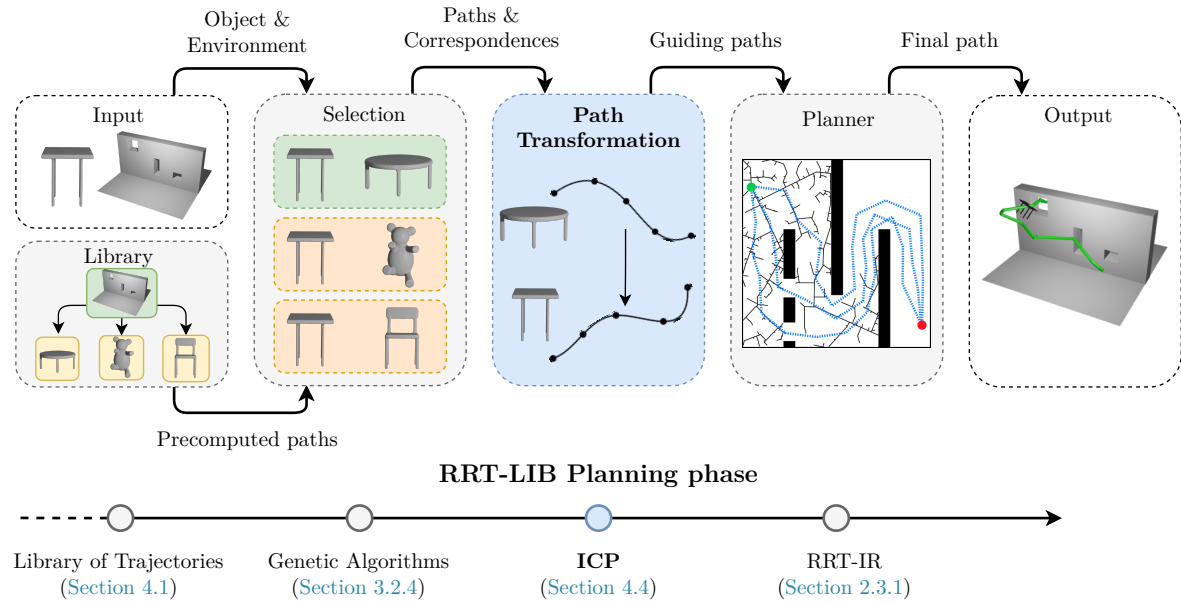 Object &
Environment
Paths &
Correspondences
Guiding paths
Final path
Input
Selection
Path
Transformation
Planner
Output
Library
Precomputed paths
RRT-LIB Planning phase
Library of Trajectories
(Section 4.1)
Genetic Algorithms
(Section 3.2.4)
ICP
(Section 4.4)
RRT-IR
(Section 2.3.1)